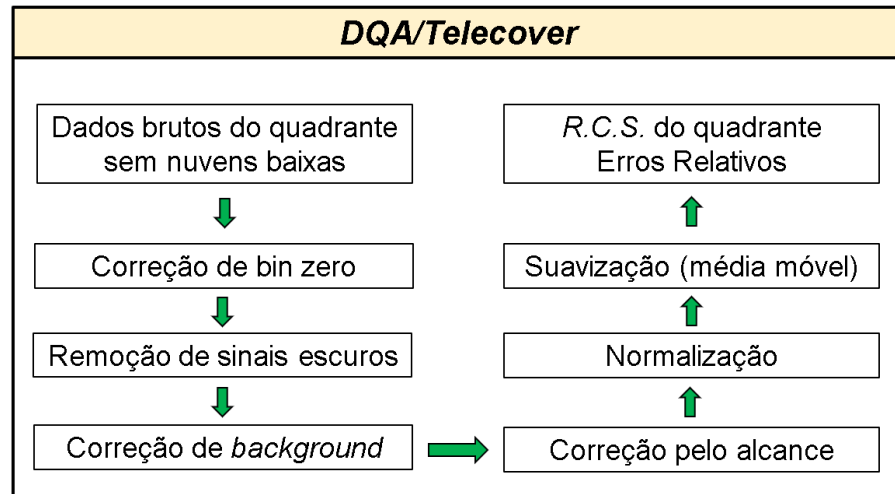 DQA/Telecover
Dados brutos do quadrante
sem nuvens baixas
Correção de bin zero
Remoção de sinais escuros
Correção de background
Correção pelo alcance
Normalização
Suavização (média móvel)
R.C.S. do quadrante
Erros Relativos